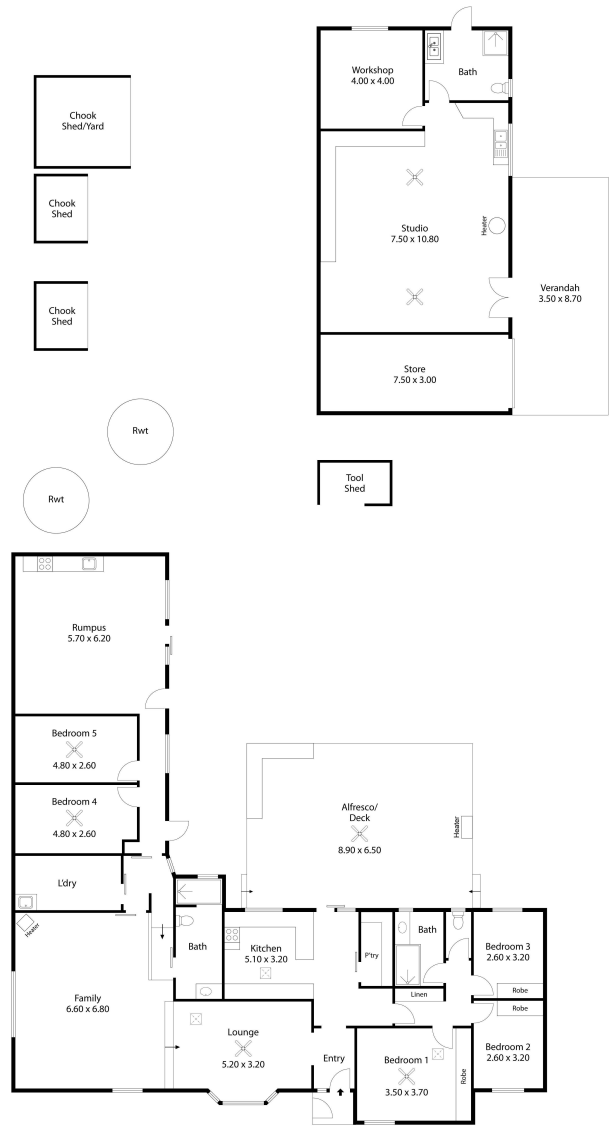 Workshop
4.00 x 4.00
Bath
Chook
Shed/Yard
Chook
Shed
Studio
7.50 x 10.80
Heater
Verandah
3.50 x 8.70
Chook
Shed
Store
7.50 x 3.00
Rwt
Rwt
Tool
Shed
Rumpus
5.70 x 6.20
Bedroom 5
4.80 x 2.60
Bedroom 4
4.80 x 2.60
Alfresco/
Deck
8.90 x 6.50
Heater
L'dry
Heater
Bath
Kitchen
5.10 x 3.20
P'try
Bath
Bedroom 3
2.60 x 3.20
Robe
Linen
Robe
Family
6.60 x 6.80
Lounge
5.20 x 3.20
Entry
Bedroom 1
3.50 x 3.70
Robe
Bedroom 2
2.60 x 3.20